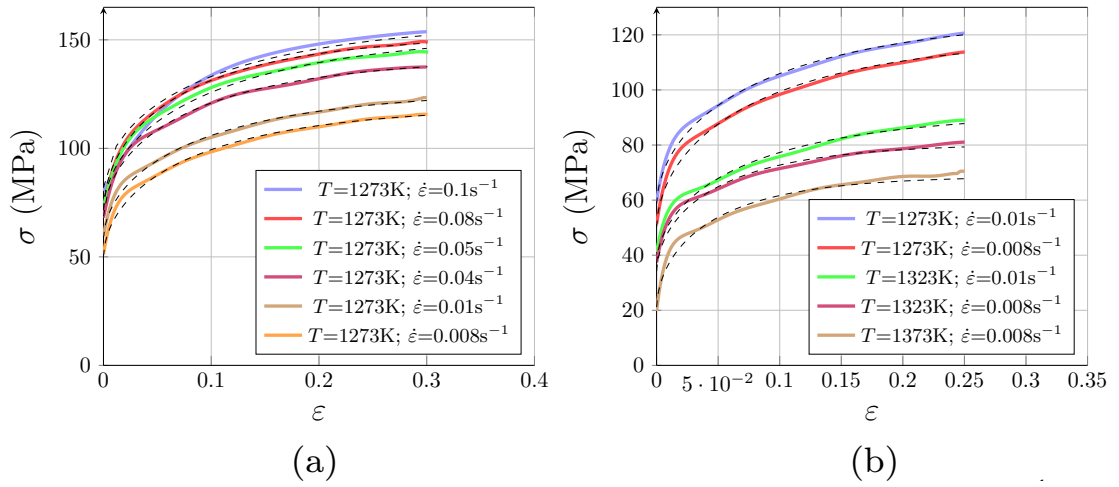 σ (MPa)
150
100
50
0
0 0.1 0.2 0.3 0.4
ε
T=1273K; ε̇=0.1s⁻¹
T=1273K; ε̇=0.08s⁻¹
T=1273K; ε̇=0.05s⁻¹
T=1273K; ε̇=0.04s⁻¹
T=1273K; ε̇=0.01s⁻¹
T=1273K; ε̇=0.008s⁻¹
(a)
σ (MPa)
120
100
80
60
40
20
0
0 5·10⁻² 0.1 0.15 0.2 0.25 0.3 0.35
ε
T=1273K; ε̇=0.01s⁻¹
T=1273K; ε̇=0.008s⁻¹
T=1323K; ε̇=0.01s⁻¹
T=1323K; ε̇=0.008s⁻¹
T=1373K; ε̇=0.008s⁻¹
(b)